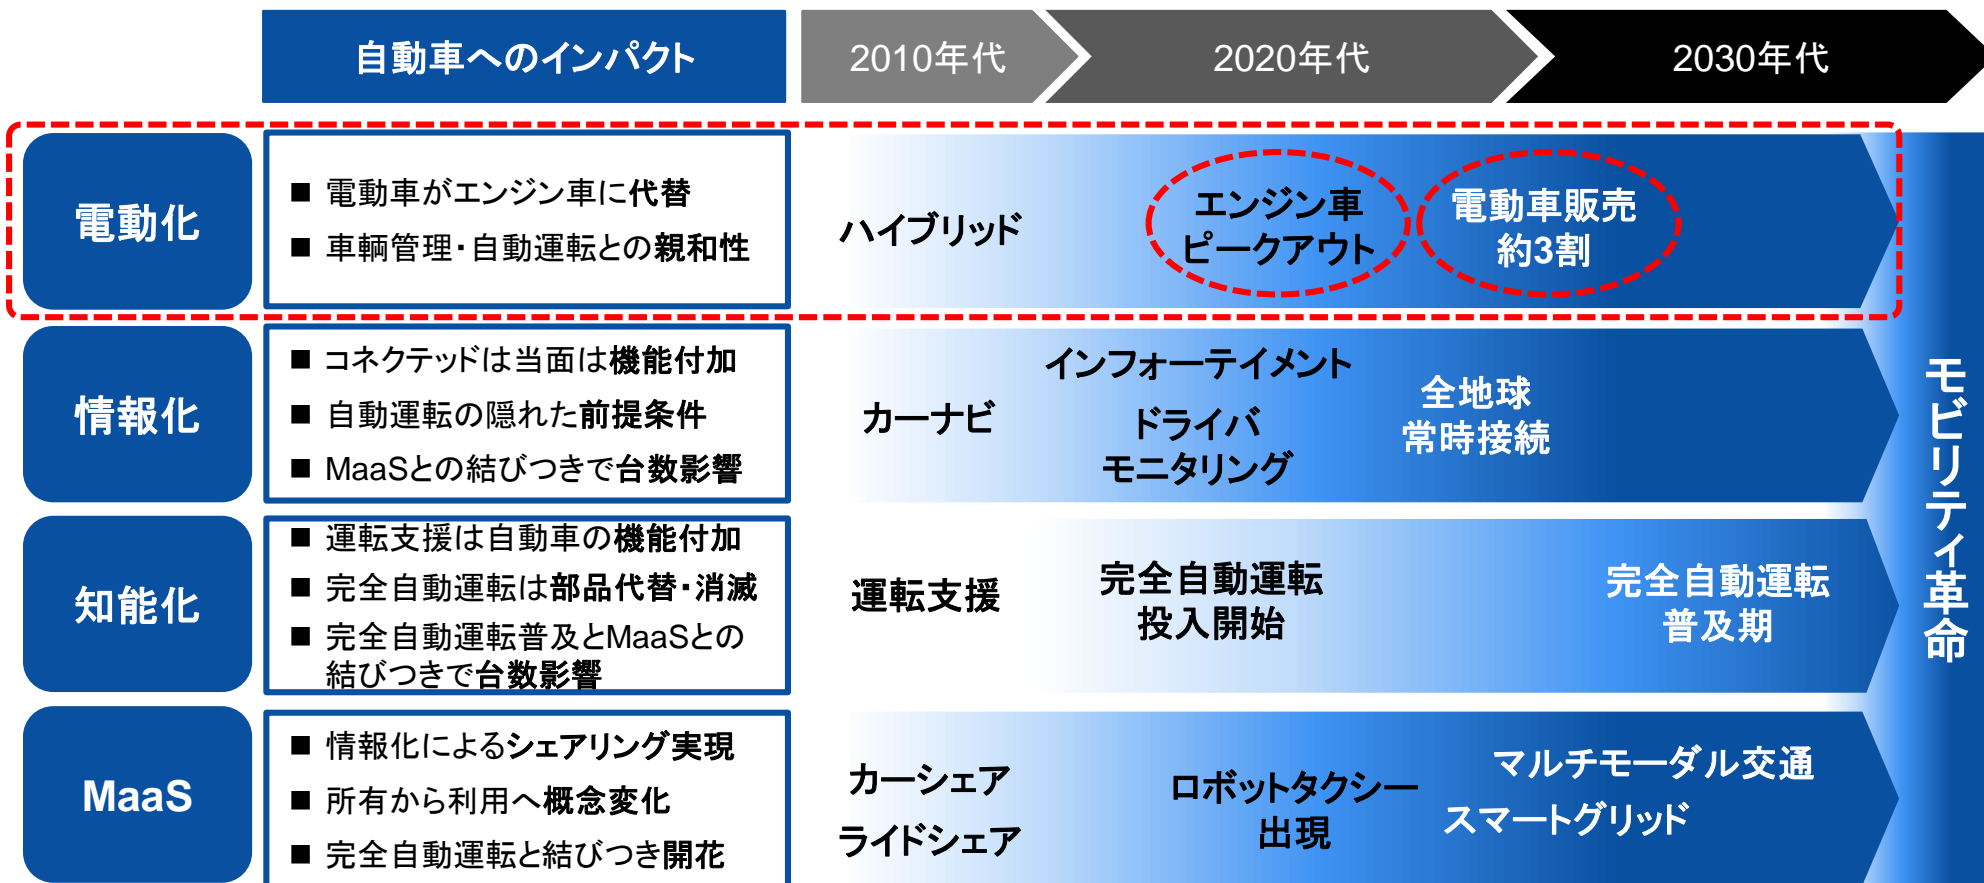 自動車へのインパクト
2010年代
2020年代
2030年代
電動化
■ 電動車がエンジン車に代替
■ 車輌管理・自動運転との親和性
ハイブリッド
エンジン車
ピークアウト
電動車販売
約3割
情報化
■ コネクテッドは当面は機能付加
■ 自動運転の隠れた前提条件
■ MaaSとの結びつきで台数影響
カーナビ
インフォーテイメント
ドライバ
モニタリング
全地球
常時接続
知能化
■ 運転支援は自動車の機能付加
■ 完全自動運転は部品代替・消滅
■ 完全自動運転普及とMaaSとの
結びつきで台数影響
運転支援
完全自動運転
投入開始
完全自動運転
普及期
MaaS
■ 情報化によるシェアリング実現
■ 所有から利用へ概念変化
■ 完全自動運転と結びつき開花
カーシェア
ライドシェア
ロボットタクシー
出現
マルチモーダル交通
スマートグリッド
モビリティ革命